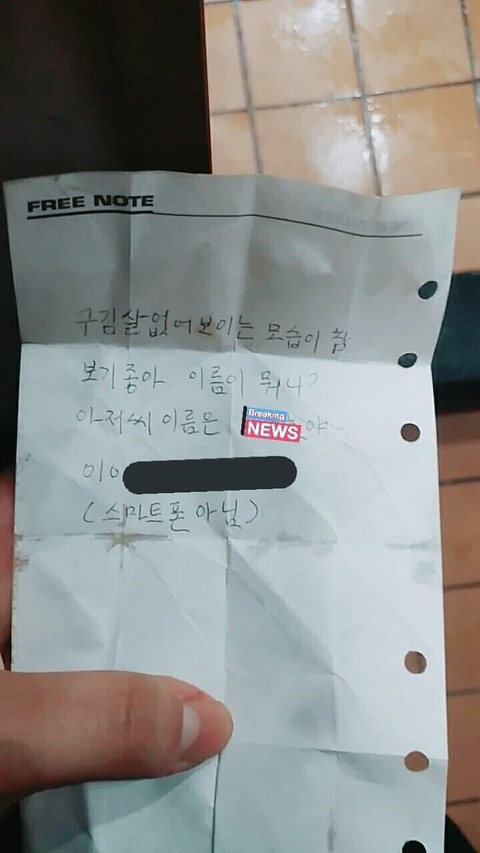 FREE NOTE
구김살없어보이는 모습이 참
보기좋아 이름이 뭐니?
아저씨 이름은 Breaking NEWS 야
010
(스마트폰 아님)